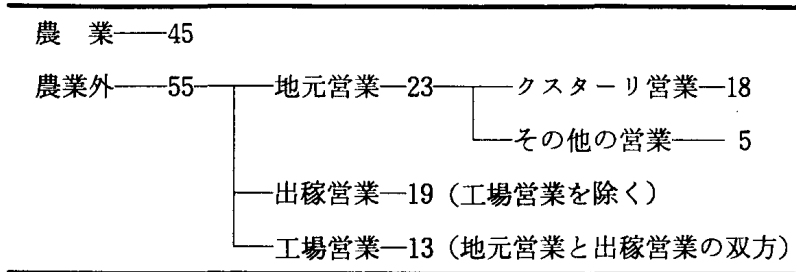 農　業——45
農業外——55——地元営業—23——クスターリ営業—18
その他の営業—— 5
出稼営業—19（工場営業を除く）
工場営業—13（地元営業と出稼営業の双方）